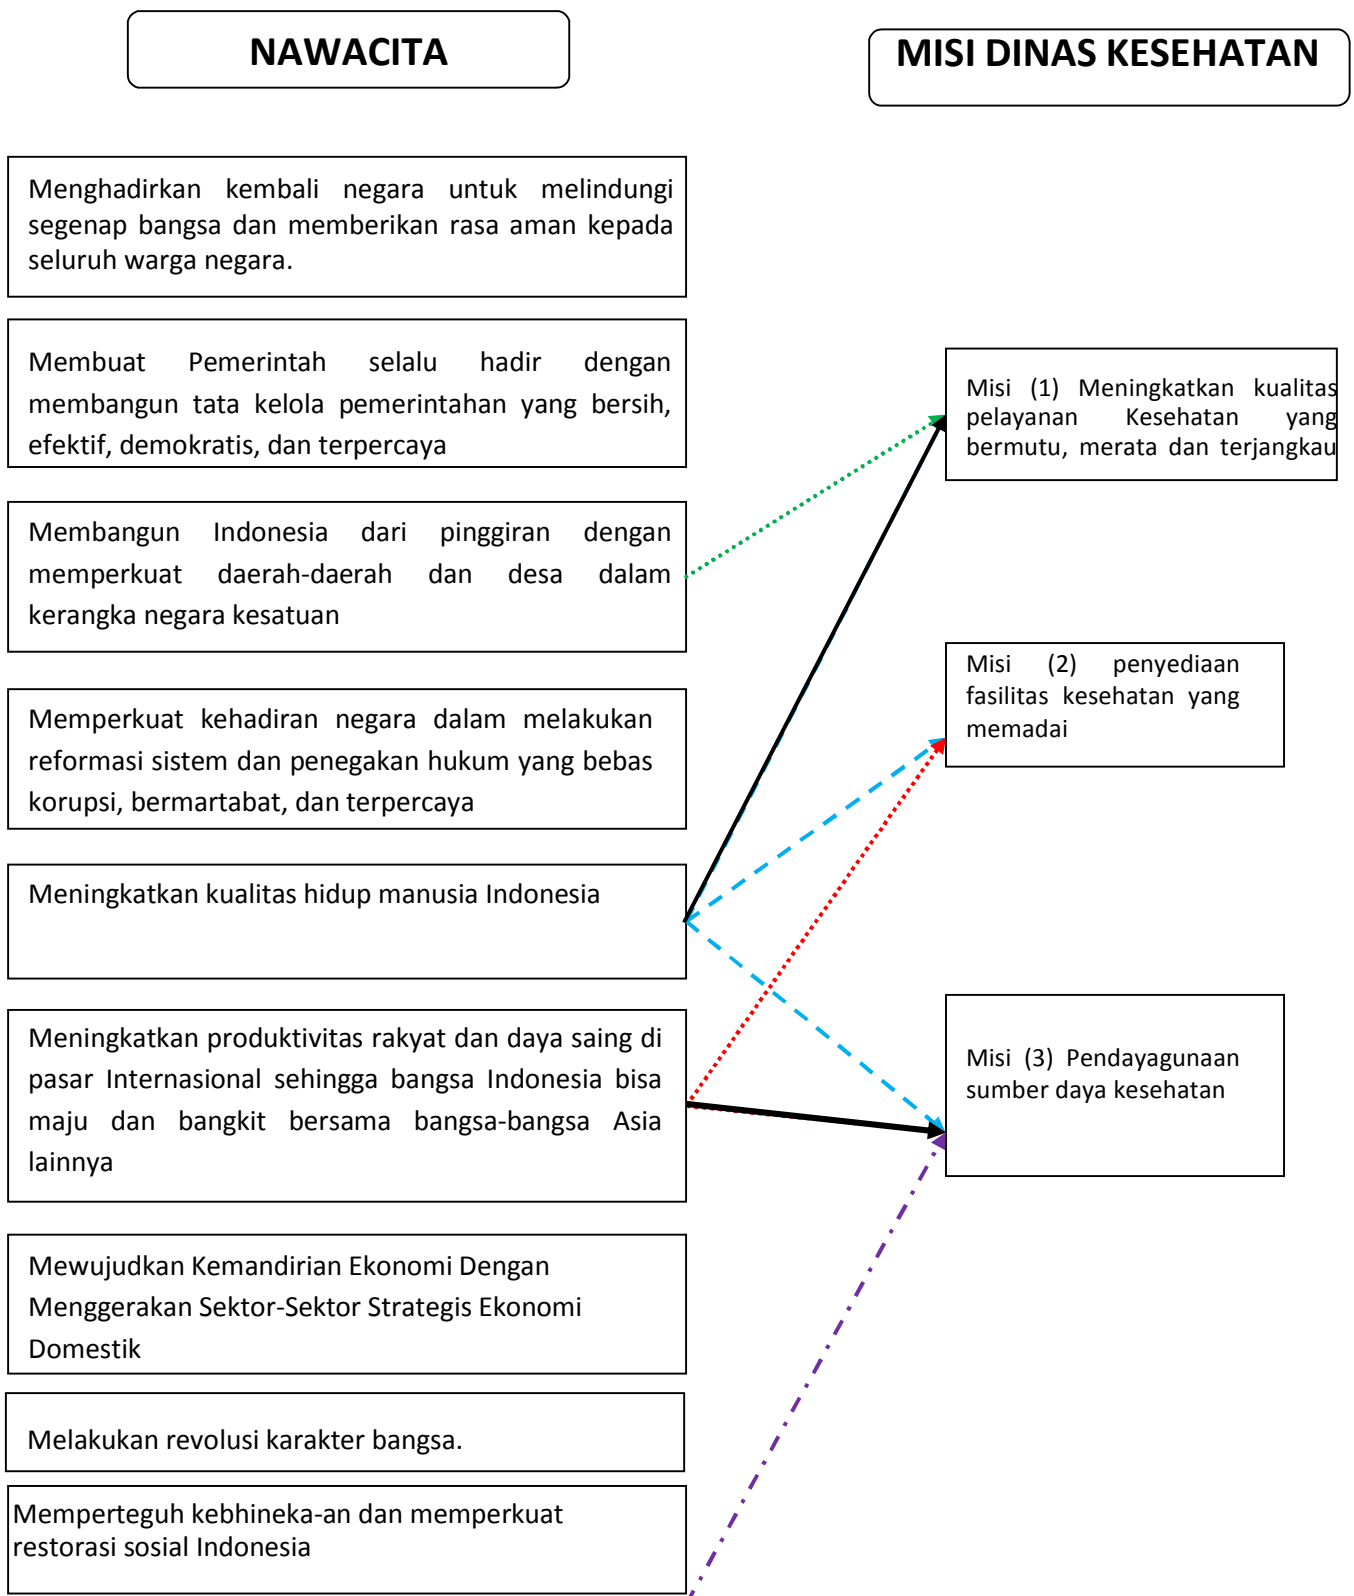 NAWACITA
MISI DINAS KESEHATAN
Menghadirkan kembali negara untuk melindungi
segenap bangsa dan memberikan rasa aman kepada
seluruh warga negara.
Membuat Pemerintah selalu hadir dengan
membangun tata kelola pemerintahan yang bersih,
efektif, demokratis, dan terpercaya
Membangun Indonesia dari pinggiran dengan
memperkuat daerah-daerah dan desa dalam
kerangka negara kesatuan
Memperkuat kehadiran negara dalam melakukan
reformasi sistem dan penegakan hukum yang bebas
korupsi, bermartabat, dan terpercaya
Meningkatkan kualitas hidup manusia Indonesia
Meningkatkan produktivitas rakyat dan daya saing di
pasar Internasional sehingga bangsa Indonesia bisa
maju dan bangkit bersama bangsa-bangsa Asia
lainnya
Mewujudkan Kemandirian Ekonomi Dengan
Menggerakan Sektor-Sektor Strategis Ekonomi
Domestik
Melakukan revolusi karakter bangsa.
Memperteguh kebhineka-an dan memperkuat
restorasi sosial Indonesia
Misi (1) Meningkatkan kualitas
pelayanan Kesehatan yang
bermutu, merata dan terjangkau
Misi (2) penyediaan
fasilitas kesehatan yang
memadai
Misi (3) Pendayagunaan
sumber daya kesehatan